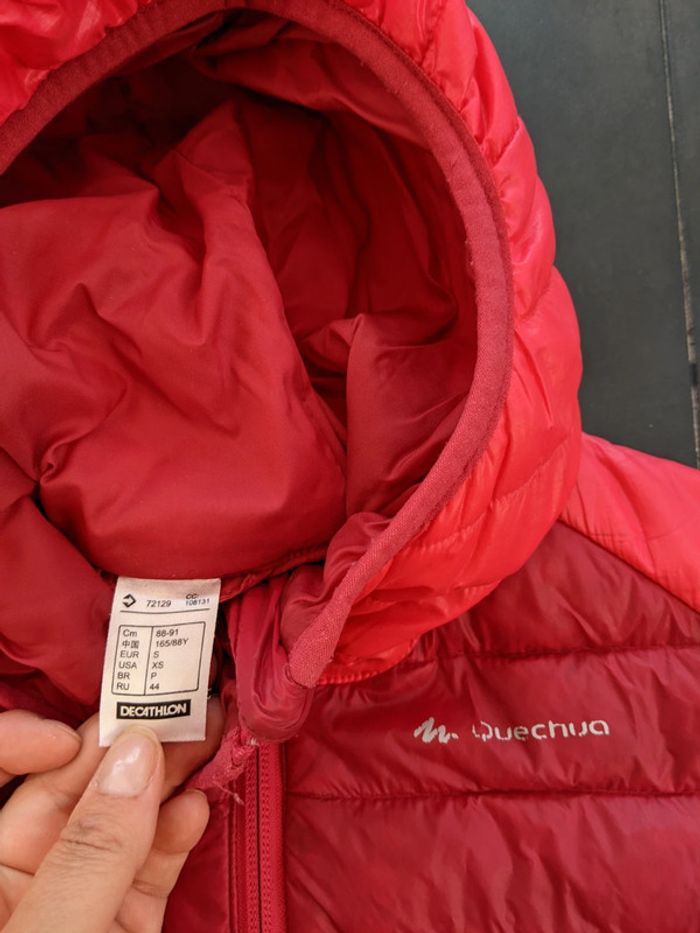 72129
CC:
108131
Cm 88-91
中国 165/88Y
EUR S
USA XS
BR P
RU 44
DECATHLON
Quechua